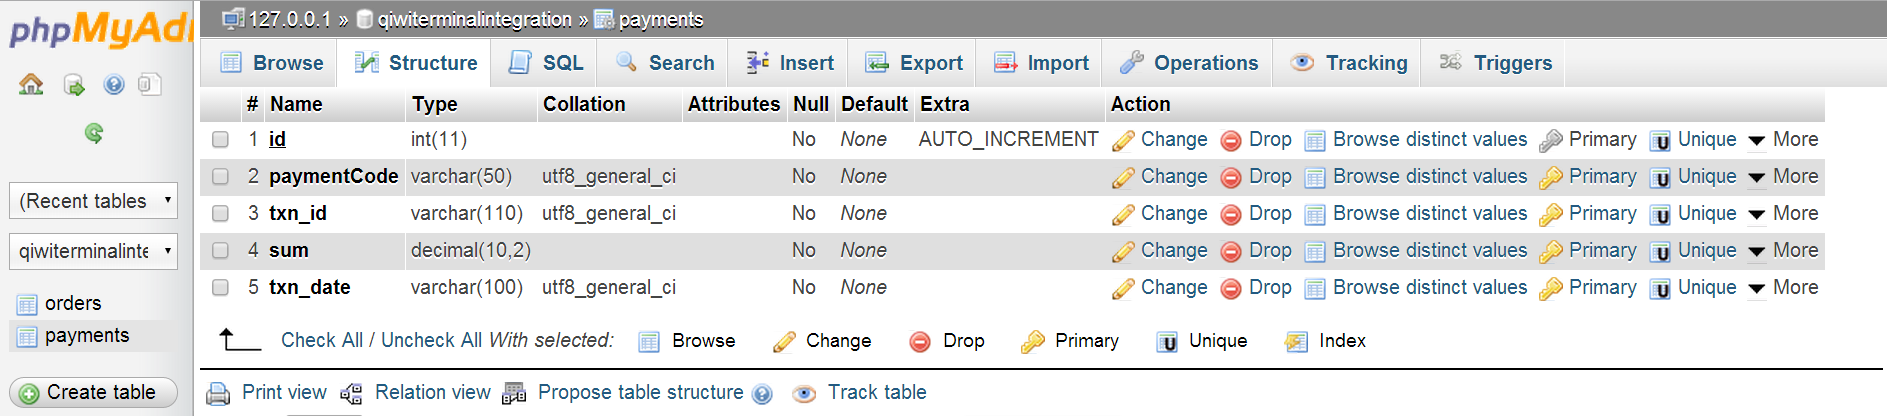 phpMyAd
127.0.0.1 » qiwiterminalintegration » payments
Browse Structure SQL Search Insert Export Import Operations Tracking Triggers
# Name Type Collation Attributes Null Default Extra Action
1 id int(11) No None AUTO_INCREMENT Change Drop Browse distinct values Primary Unique More
2 paymentCode varchar(50) utf8_general_ci No None Change Drop Browse distinct values Primary Unique More
3 txn_id varchar(110) utf8_general_ci No None Change Drop Browse distinct values Primary Unique More
4 sum decimal(10,2) No None Change Drop Browse distinct values Primary Unique More
5 txn_date varchar(100) utf8_general_ci No None Change Drop Browse distinct values Primary Unique More
Check All / Uncheck All With selected: Browse Change Drop Primary Unique Index
Print view Relation view Propose table structure Track table
(Recent tables
qiwiterminalinte
orders
payments
Create table